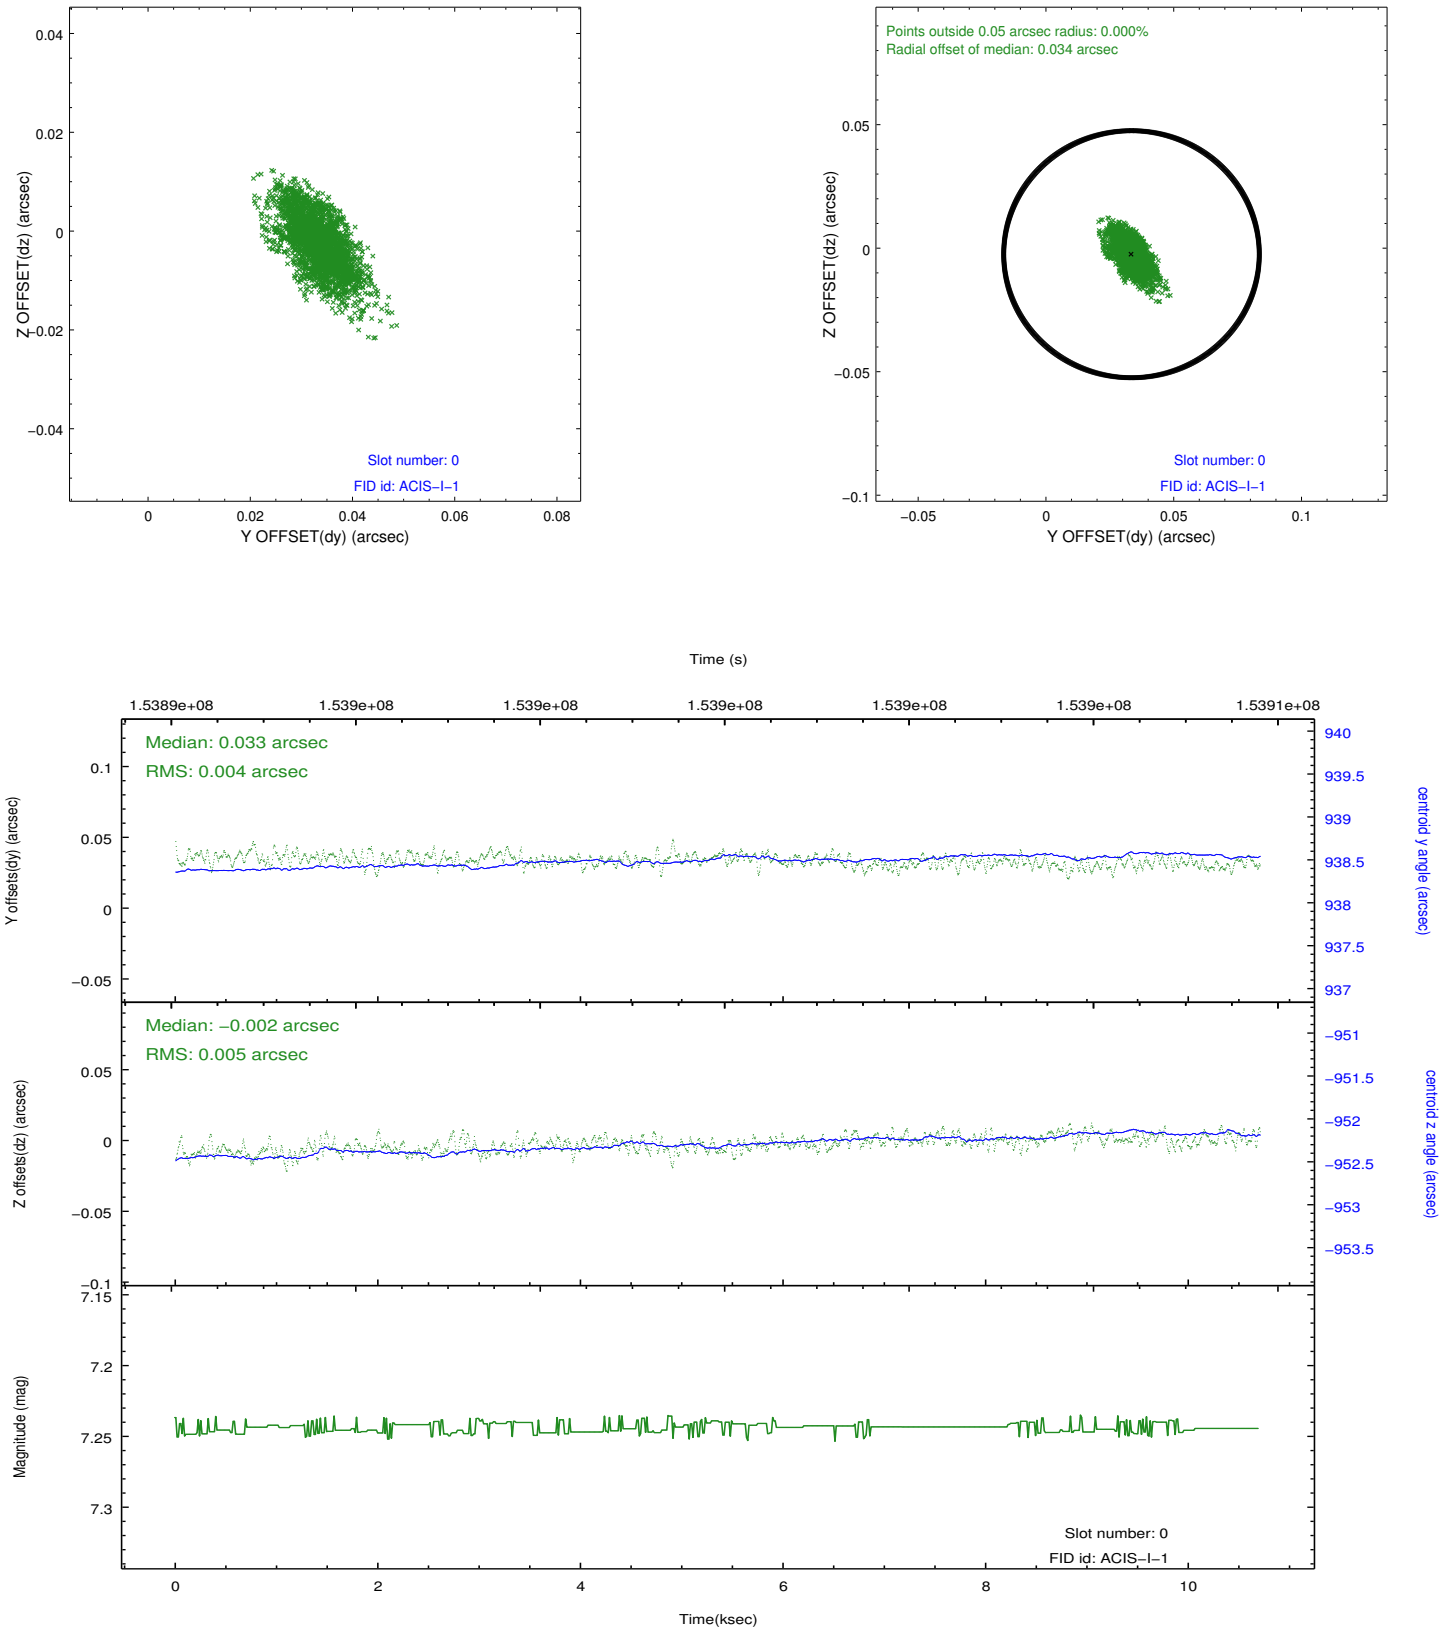 0.04
0.02
0
−0.02
−0.04
Z OFFSET(dz) (arcsec)
Slot number: 0
FID id: ACIS−I−1
0 0.02 0.04 0.06 0.08
Y OFFSET(dy) (arcsec)
Points outside 0.05 arcsec radius: 0.000%
Radial offset of median: 0.034 arcsec
0.05
0
−0.05
−0.1
Z OFFSET(dz) (arcsec)
Slot number: 0
FID id: ACIS−I−1
−0.05 0 0.05 0.1
Y OFFSET(dy) (arcsec)
Time (s)
1.5389e+08 1.539e+08 1.539e+08 1.539e+08 1.539e+08 1.539e+08 1.5391e+08
Median: 0.033 arcsec
RMS: 0.004 arcsec
0.1
0.05
0
−0.05
Y offsets(dy) (arcsec)
940
939.5
939
938.5
938
937.5
937
centroid y angle (arcsec)
Median: −0.002 arcsec
RMS: 0.005 arcsec
0.05
0
−0.05
−0.1
Z offsets(dz) (arcsec)
−951
−951.5
−952
−952.5
−953
−953.5
centroid z angle (arcsec)
7.15
7.2
7.25
7.3
Magnitude (mag)
Slot number: 0
FID id: ACIS−I−1
0 2 4 6 8 10
Time(ksec)